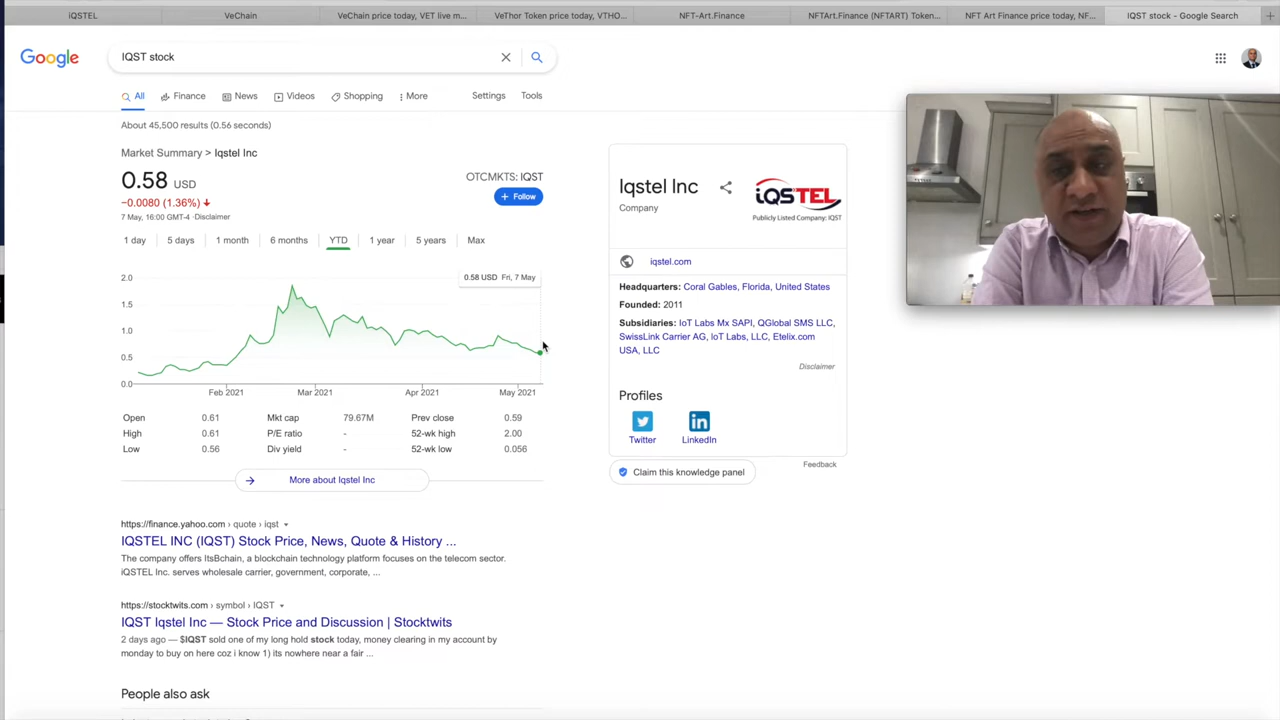 iQSTEL
VeChain
VeChain price today, VET live m...
VeThor Token price today, VTHO...
NFT-Art.Finance
NFTArt.Finance (NFTART) Token...
NFT Art Finance price today, NF...
IQST stock - Google Search
Google
IQST stock
All
Finance
News
Videos
Shopping
More
Settings
Tools
About 45,500 results (0.56 seconds)
Market Summary > Iqstel Inc
0.58 USD
OTCMKTS: IQST
−0.0080 (1.36%)
+ Follow
7 May, 16:00 GMT-4 · Disclaimer
1 day
5 days
1 month
6 months
YTD
1 year
5 years
Max
0.58 USD Fri, 7 May
2.0
1.5
1.0
0.5
0.0
Feb 2021
Mar 2021
Apr 2021
May 2021
Open 0.61 Mkt cap 79.67M Prev close 0.59
High 0.61 P/E ratio - 52-wk high 2.00
Low 0.56 Div yield - 52-wk low 0.056
More about Iqstel Inc
Iqstel Inc
Company
iQSTEL
Publicly Listed Company: IQST
iqstel.com
Headquarters: Coral Gables, Florida, United States
Founded: 2011
Subsidiaries: IoT Labs Mx SAPI, QGlobal SMS LLC,
SwissLink Carrier AG, IoT Labs, LLC, Etelix.com
USA, LLC
Disclaimer
Profiles
Twitter
LinkedIn
Feedback
Claim this knowledge panel
https://finance.yahoo.com › quote › iqst
IQSTEL INC (IQST) Stock Price, News, Quote & History ...
The company offers ItsBchain, a blockchain technology platform focuses on the telecom sector.
iQSTEL Inc. serves wholesale carrier, government, corporate, ...
https://stocktwits.com › symbol › IQST
IQST Iqstel Inc — Stock Price and Discussion | Stocktwits
2 days ago — $IQST sold one of my long hold stock today, money clearing in my account by
monday to buy on here coz i know 1) its nowhere near a fair ...
People also ask